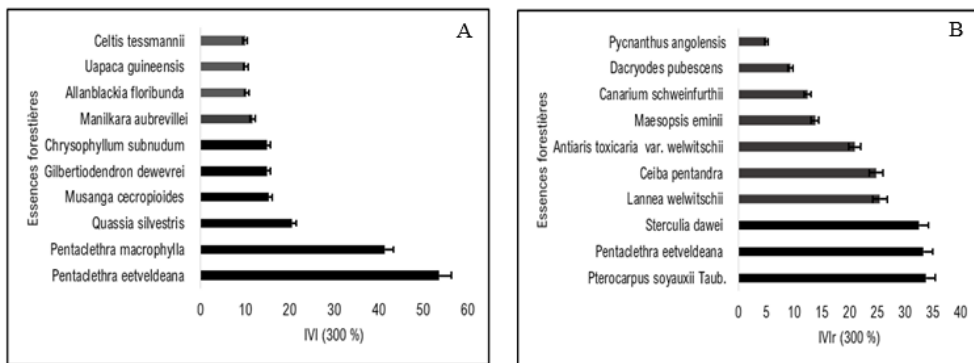 A
Essences forestières
Celtis tessmannii
Uapaca guineensis
Allanblackia floribunda
Manilkara aubrevillei
Chrysophyllum subnudum
Gilbertiodendron dewevrei
Musanga cecropioides
Quassia silvestris
Pentaclethra macrophylla
Pentaclethra eetveldeana
0 10 20 30 40 50 60
IVI (300 %)
B
Essences forestières
Pycnanthus angolensis
Dacryodes pubescens
Canarium schweinfurthii
Maesopsis eminii
Antiaris toxicaria var. welwitschii
Ceiba pentandra
Lannea welwitschii
Sterculia dawei
Pentaclethra eetveldeana
Pterocarpus soyauxii Taub.
0 5 10 15 20 25 30 35 40
IVIr (300 %)